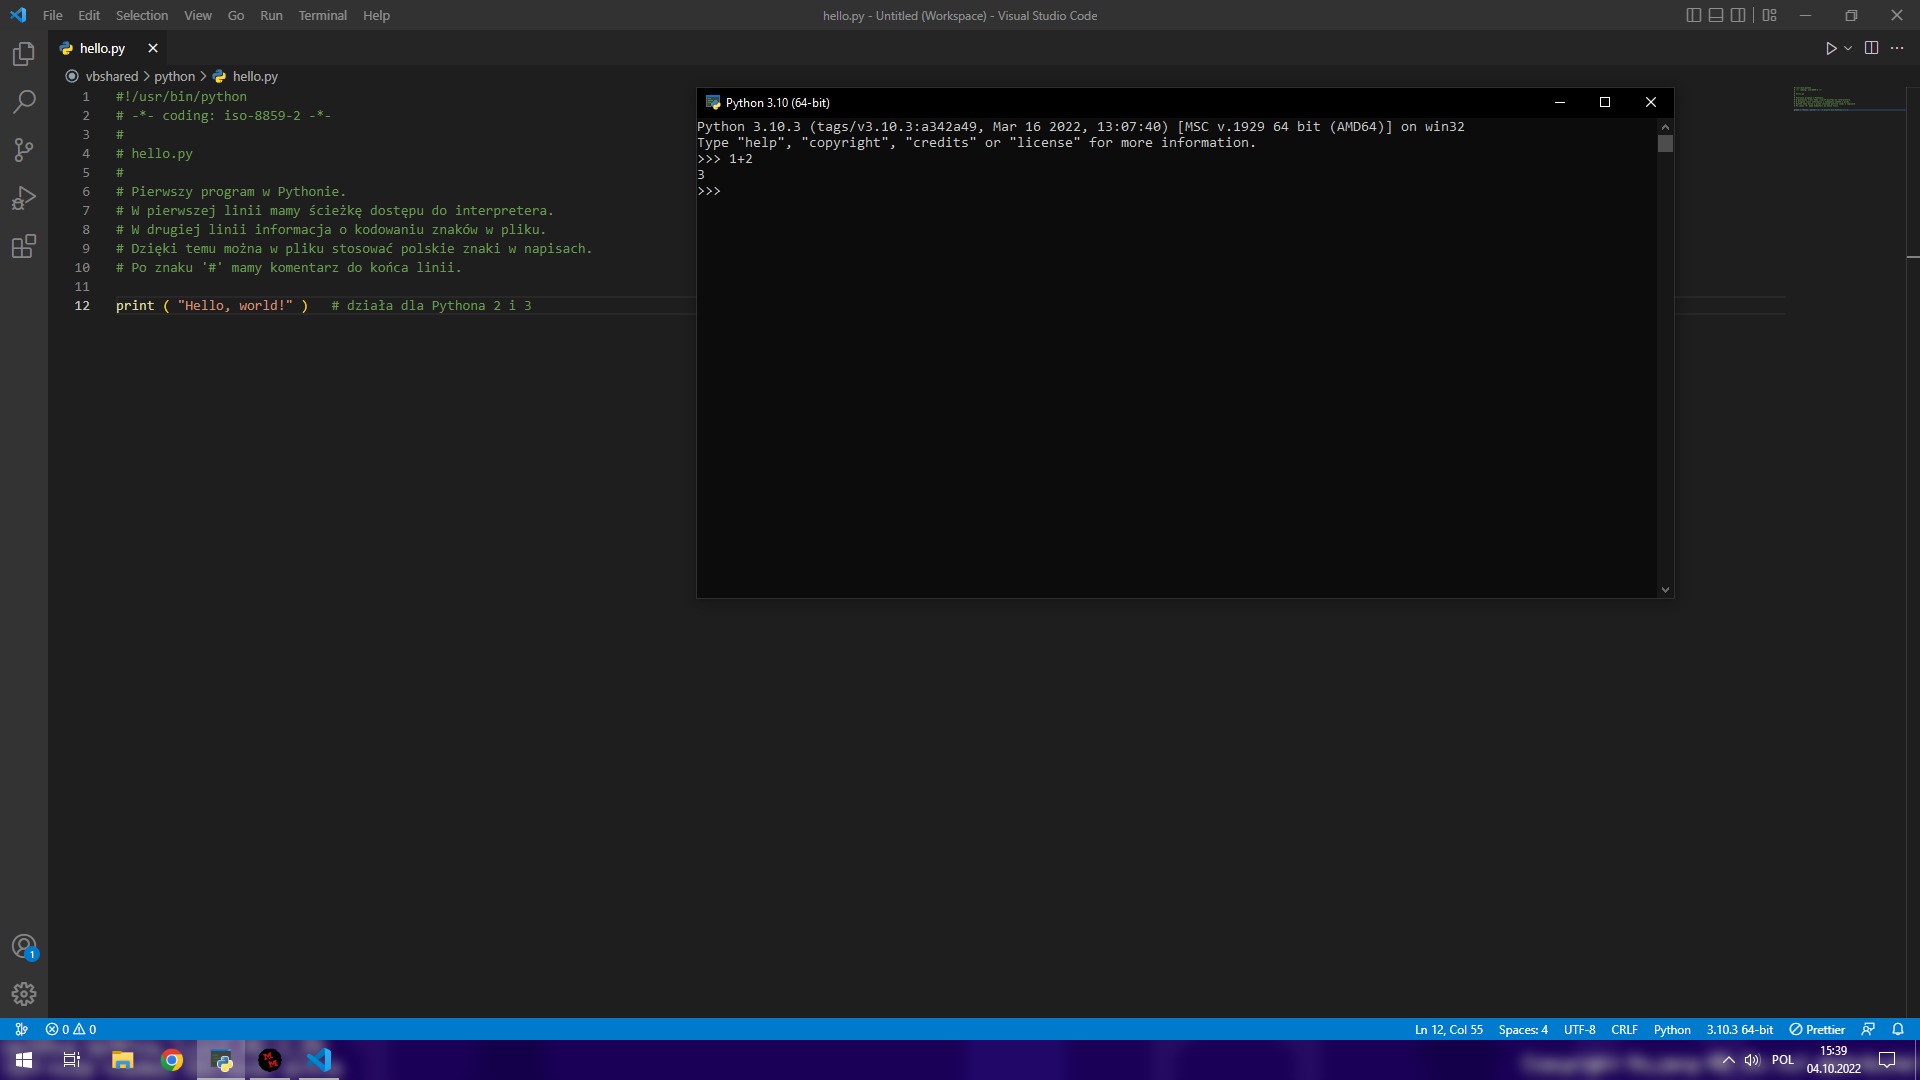 File Edit Selection View Go Run Terminal Help
hello.py - Untitled (Workspace) - Visual Studio Code
hello.py
vbshared > python > hello.py
1 #!/usr/bin/python
2 # -*- coding: iso-8859-2 -*-
3 #
4 # hello.py
5 #
6 # Pierwszy program w Pythonie.
7 # W pierwszej linii mamy ścieżkę dostępu do interpretera.
8 # W drugiej linii informacja o kodowaniu znaków w pliku.
9 # Dzięki temu można w pliku stosować polskie znaki w napisach.
10 # Po znaku '#' mamy komentarz do końca linii.
11
12 print ( "Hello, world!" ) # działa dla Pythona 2 i 3
Python 3.10 (64-bit)
Python 3.10.3 (tags/v3.10.3:a342a49, Mar 16 2022, 13:07:40) [MSC v.1929 64 bit (AMD64)] on win32
Type "help", "copyright", "credits" or "license" for more information.
>>> 1+2
3
>>>
1
0 0
Ln 12, Col 55 Spaces: 4 UTF-8 CRLF Python 3.10.3 64-bit Prettier
POL
15:39
04.10.2022